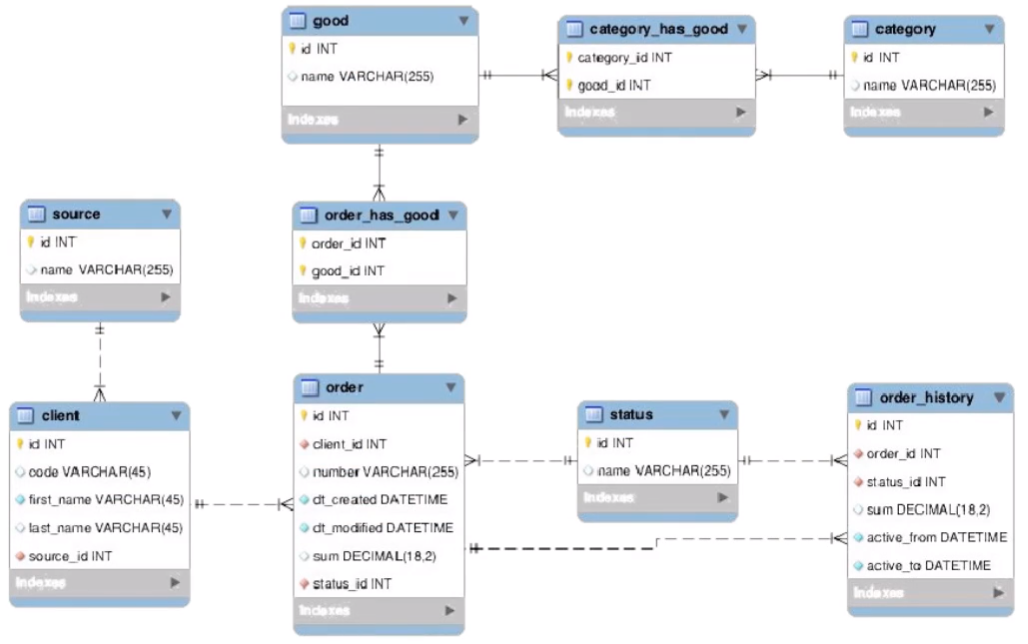 good
id INT
name VARCHAR(255)
Indexes
category_has_good
category_id INT
good_id INT
Indexes
category
id INT
name VARCHAR(255)
Indexes
source
id INT
name VARCHAR(255)
Indexes
order_has_good
order_id INT
good_id INT
Indexes
client
id INT
code VARCHAR(45)
first_name VARCHAR(45)
last_name VARCHAR(45)
source_id INT
Indexes
order
id INT
client_id INT
number VARCHAR(255)
dt_created DATETIME
dt_modified DATETIME
sum DECIMAL(18,2)
status_id INT
Indexes
status
id INT
name VARCHAR(255)
Indexes
order_history
id INT
order_id INT
status_id INT
sum DECIMAL(18,2)
active_from DATETIME
active_to DATETIME
Indexes